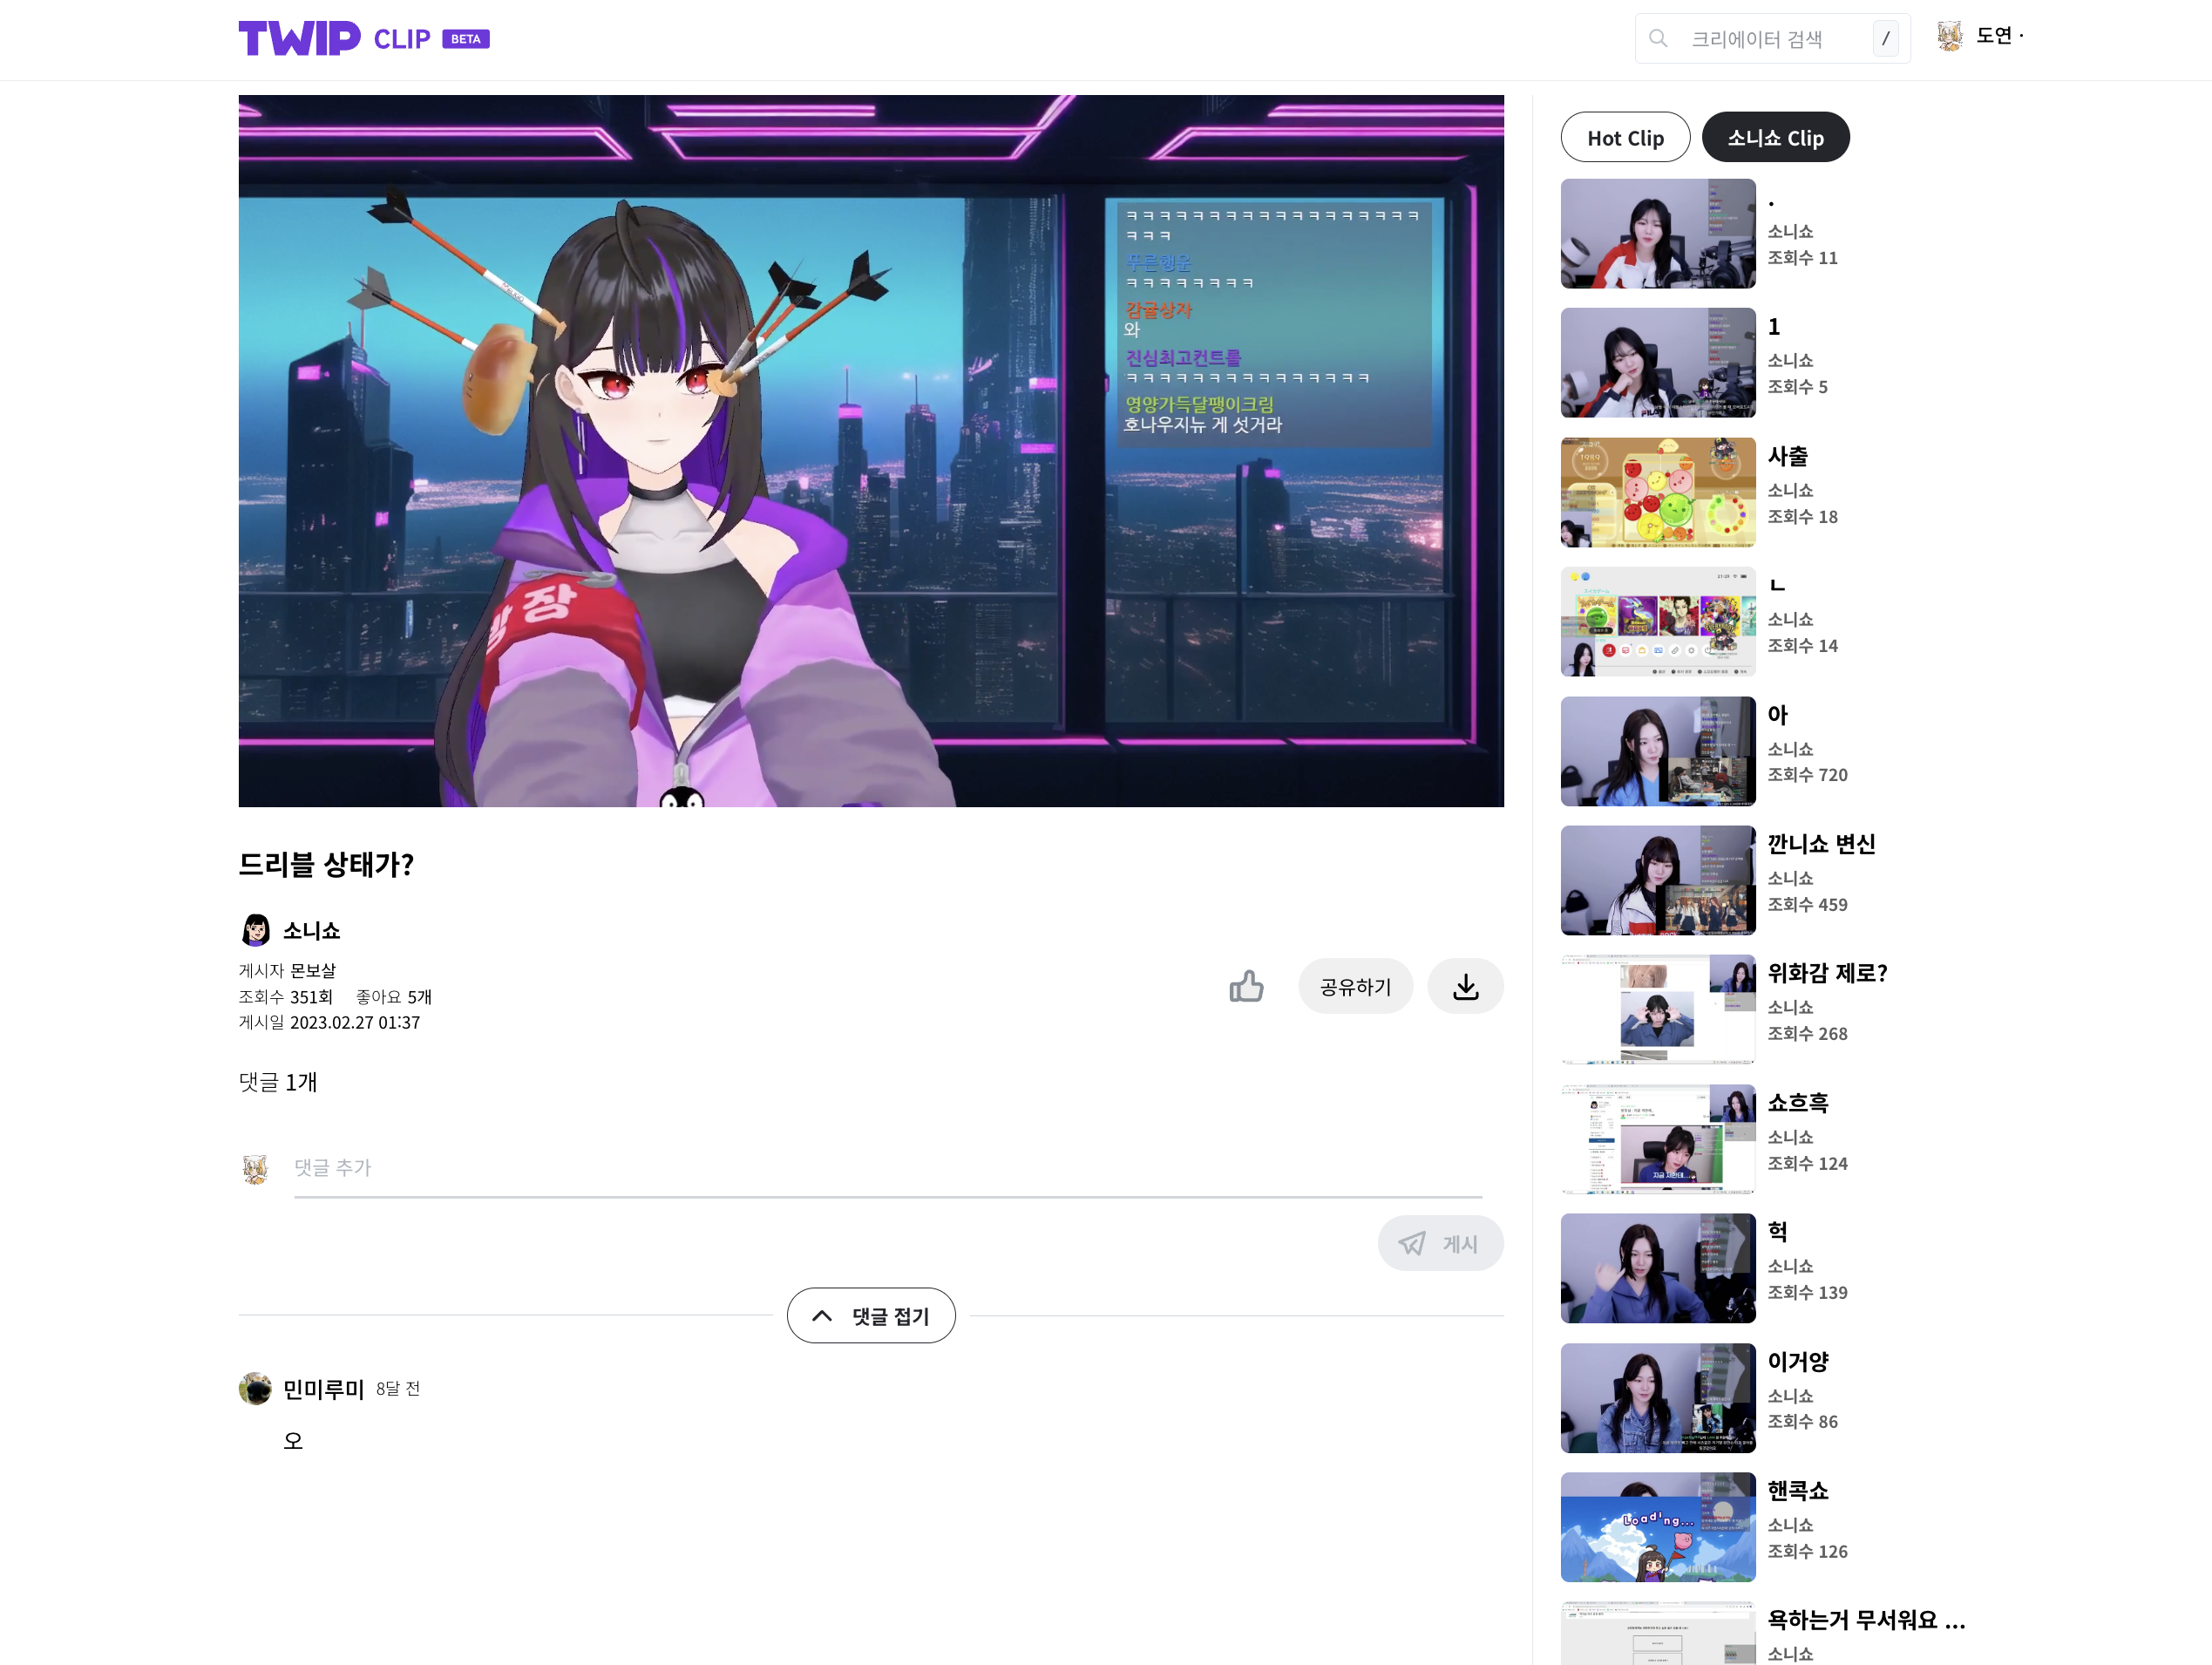 TWIP CLIP BETA
크리에이터 검색 /
도연 ·
ㅋㅋㅋㅋㅋㅋㅋㅋㅋㅋㅋㅋㅋㅋㅋㅋㅋㅋ
ㅋㅋㅋ
푸른행운
ㅋㅋㅋㅋㅋㅋㅋㅋ
감귤상자
와
진심최고컨트롤
ㅋㅋㅋㅋㅋㅋㅋㅋㅋㅋㅋㅋㅋㅋㅋ
영양가득달팽이크림
호나우지뉴 게 섯거라
장
드리블 상태가?
소니쇼
게시자 몬보살
조회수 351회 좋아요 5개
게시일 2023.02.27 01:37
공유하기
댓글 1개
댓글 추가
게시
댓글 접기
민미루미 8달 전
오
Hot Clip
소니쇼 Clip
.
소니쇼
조회수 11
1
소니쇼
조회수 5
사출
소니쇼
조회수 18
ㄴ
소니쇼
조회수 14
아
소니쇼
조회수 720
깐니쇼 변신
소니쇼
조회수 459
위화감 제로?
소니쇼
조회수 268
쇼흐흑
소니쇼
조회수 124
헉
소니쇼
조회수 139
이거양
소니쇼
조회수 86
Loading...
핸콕쇼
소니쇼
조회수 126
욕하는거 무서워요 ...
소니쇼